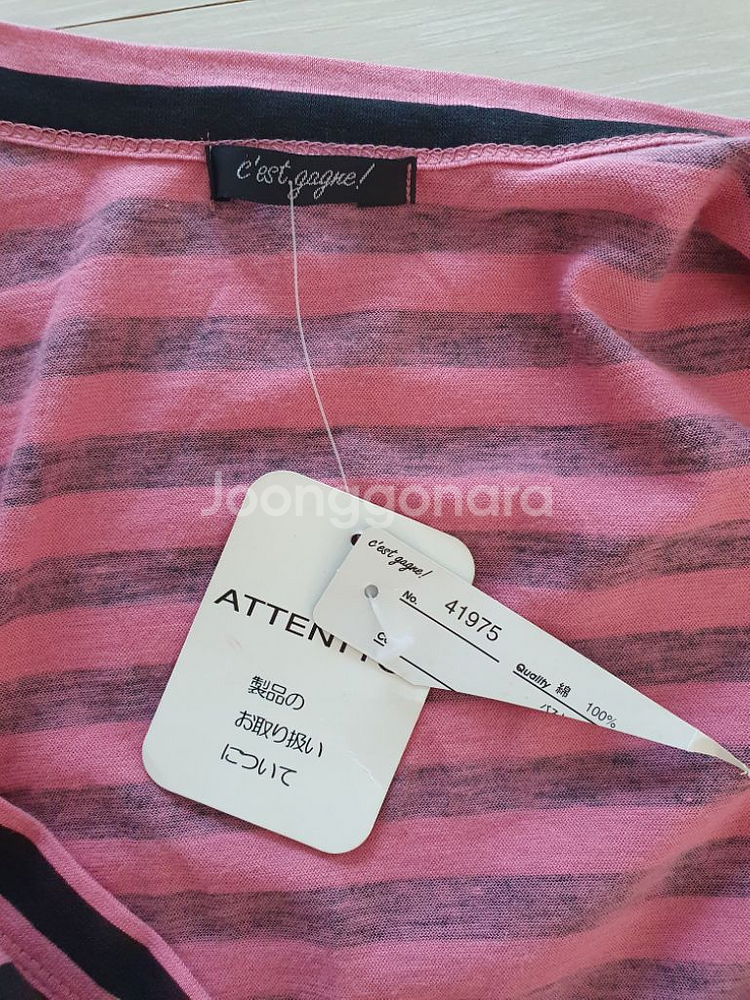 c'est gagne!
Joonggonara
c'est gagne!
No. 41975
Quality 綿 100%
ATTENTIO
製品の
お取り扱い
について